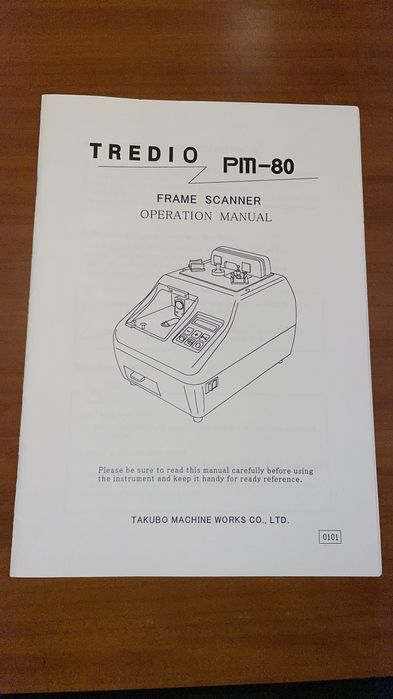 TREDIO PM-80
FRAME SCANNER
OPERATION MANUAL
Please be sure to read this manual carefully before using
the instrument and keep it handy for ready reference.
TAKUBO MACHINE WORKS CO., LTD.
0101